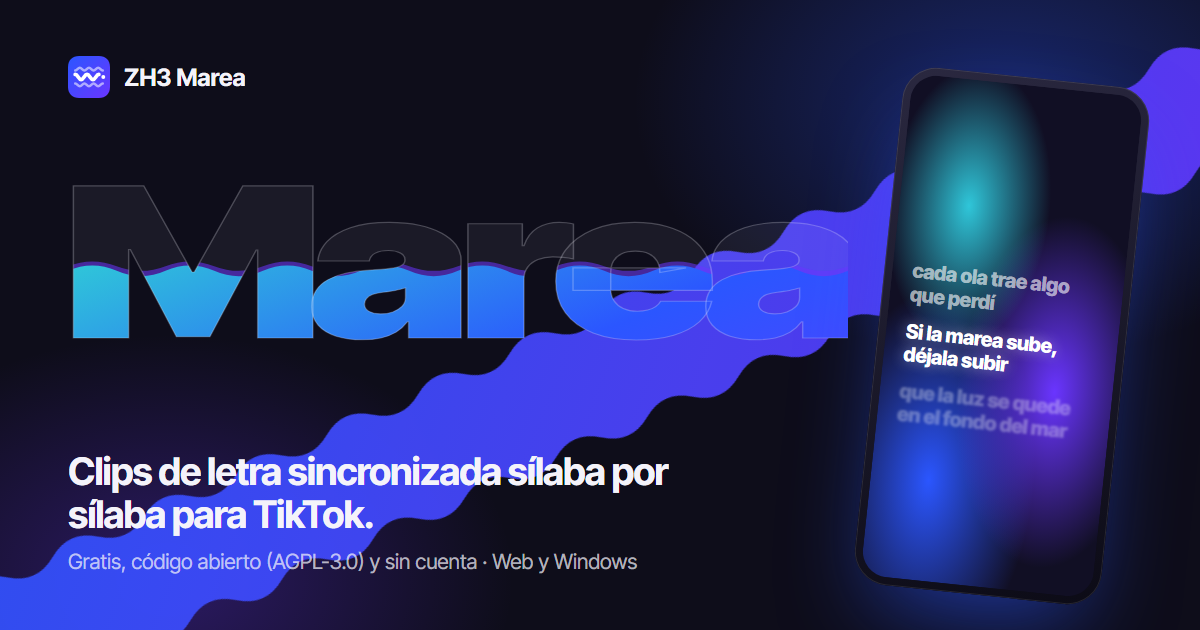 ZH3 Marea
Marea
Clips de letra sincronizada sílaba por
sílaba para TikTok.
Gratis, código abierto (AGPL-3.0) y sin cuenta · Web y Windows
cada ola trae algo
que perdí
Si la marea sube,
déjala subir
que la luz se quede
en el fondo del mar